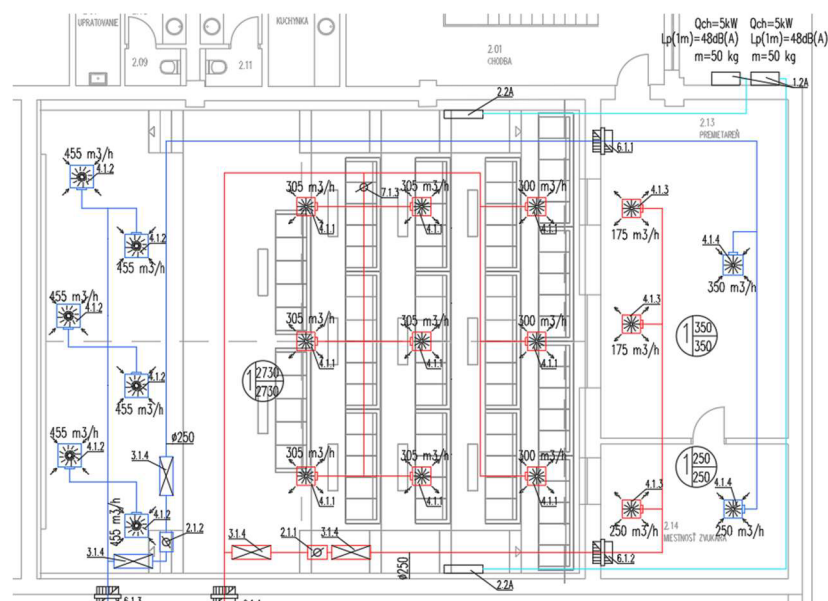 UPRATOVANIE
2.09
2.11
KUCHYNKA
2.01
CHODBA
Qch=5kW
Lp(1m)=48dB(A)
m=50 kg
Qch=5kW
Lp(1m)=48dB(A)
m=50 kg
1.2A
2.2A
2.13
PREMIETAREŇ
6.1.1
455 m3/h
4.1.2
4.1.2
455 m3/h
455 m3/h
4.1.2
4.1.2
455 m3/h
455 m3/h
4.1.2
4.1.2
455 m3/h
305 m3/h
4.1.1
7.1.3
305 m3/h
4.1.1
300 m3/h
4.1.1
4.1.3
175 m3/h
4.1.4
350 m3/h
305 m3/h
4.1.1
305 m3/h
4.1.1
300 m3/h
4.1.1
4.1.3
175 m3/h
1
350
350
1
2730
2730
ø250
3.1.4
305 m3/h
4.1.1
305 m3/h
4.1.1
300 m3/h
4.1.1
1
250
250
4.1.3
250 m3/h
4.1.4
250 m3/h
2.14
MIESTNOSŤ ZVUKÁRA
2.1.2
3.1.4
3.1.4
2.1.1
3.1.4
ø250
6.1.2
2.2A
6.1.3